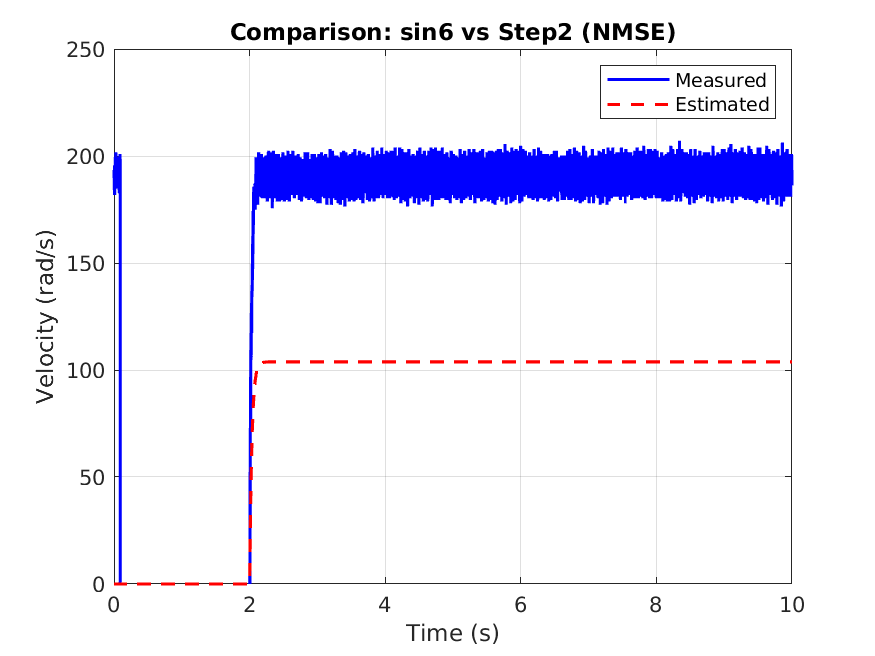 Comparison: sin6 vs Step2 (NMSE)
Measured
Estimated
250
200
150
100
50
0
Velocity (rad/s)
0 2 4 6 8 10
Time (s)